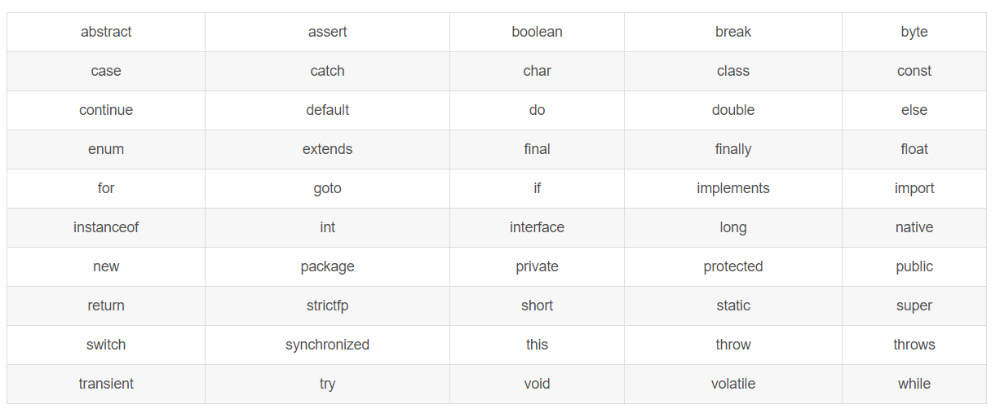 abstract assert boolean break byte
case catch char class const
continue default do double else
enum extends final finally float
for goto if implements import
instanceof int interface long native
new package private protected public
return strictfp short static super
switch synchronized this throw throws
transient try void volatile while